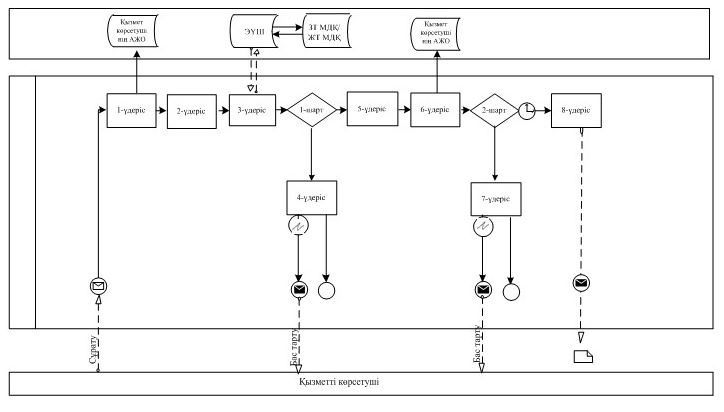 Қызмет
көрсетуші
нің АЖО
ЭҮШ
ЗТ МДҚ/
ЖТ МДҚ
Қызмет
көрсетуші
нің АЖО
1-үдеріс
2-үдеріс
3-үдеріс
1-шарт
5-үдеріс
6-үдеріс
2-шарт
8-үдеріс
4-үдеріс
7-үдеріс
Сұрату
Бас тарту
Бас тарту
Қызметті көрсетуші